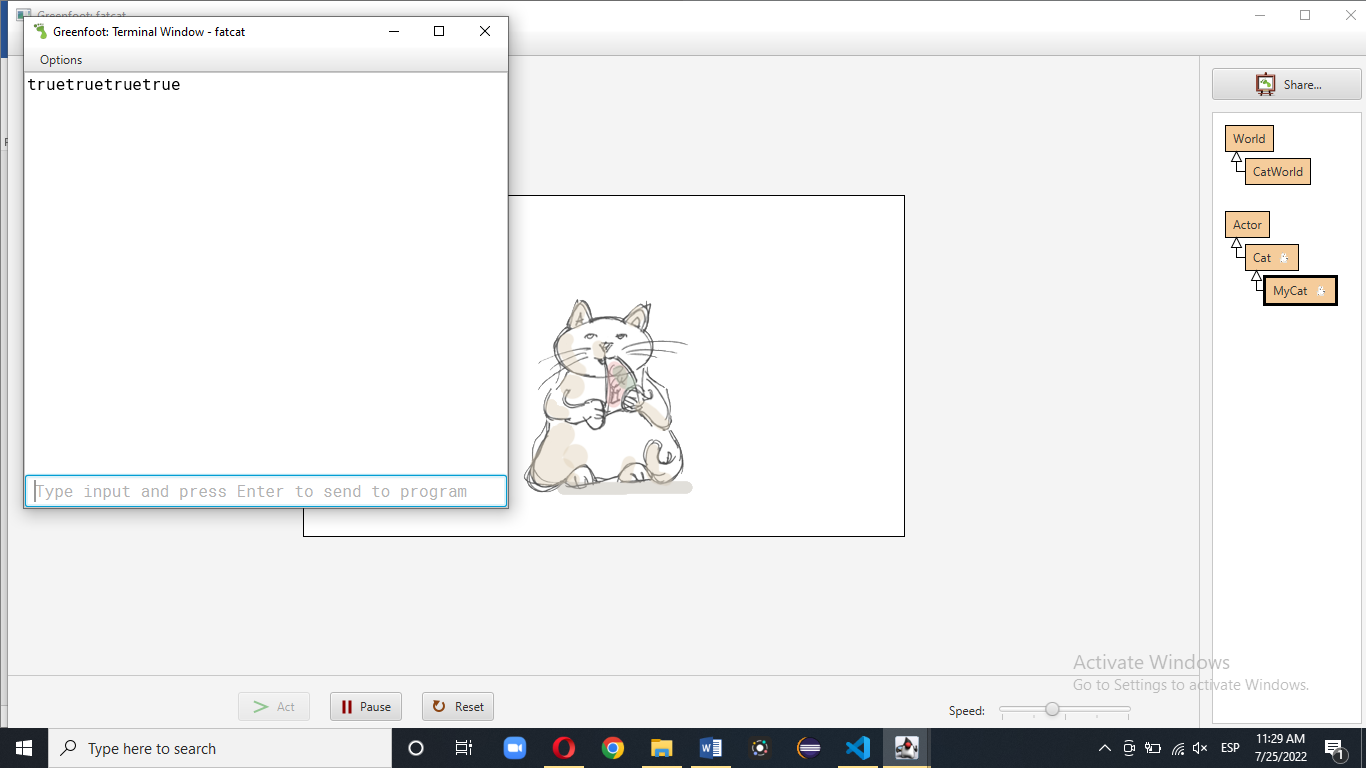 Greenfoot: fatcat
Greenfoot: Terminal Window - fatcat
Options
truetruetruetrue
Type input and press Enter to send to program
Share...
World
CatWorld
Actor
Cat
MyCat
Act
Pause
Reset
Speed:
Activate Windows
Go to Settings to activate Windows.
Type here to search
ESP
11:29 AM
7/25/2022
1